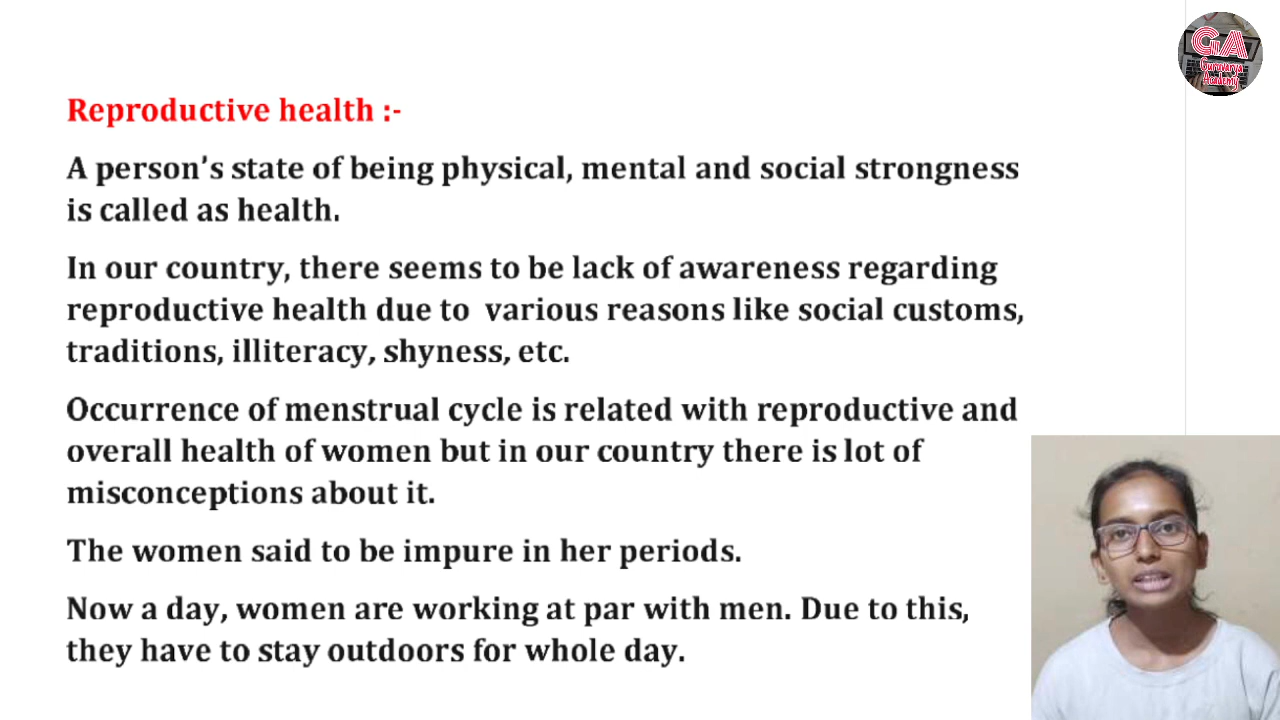 GA
Guruvarya
Academy
Reproductive health :-
A person's state of being physical, mental and social strongness
is called as health.
In our country, there seems to be lack of awareness regarding
reproductive health due to  various reasons like social customs,
traditions, illiteracy, shyness, etc.
Occurrence of menstrual cycle is related with reproductive and
overall health of women but in our country there is lot of
misconceptions about it.
The women said to be impure in her periods.
Now a day, women are working at par with men. Due to this,
they have to stay outdoors for whole day.